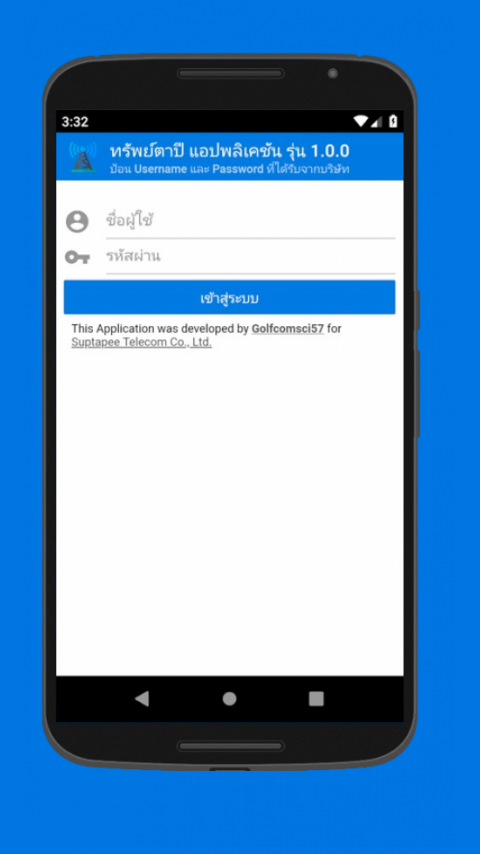 3:32
ทรัพย์ตาปี แอปพลิเคชัน รุ่น 1.0.0
ป้อน Username และ Password ที่ได้รับจากบริษัท
ชื่อผู้ใช้
รหัสผ่าน
เข้าสู่ระบบ
This Application was developed by Golfcomsci57 for
Suptapee Telecom Co., Ltd.